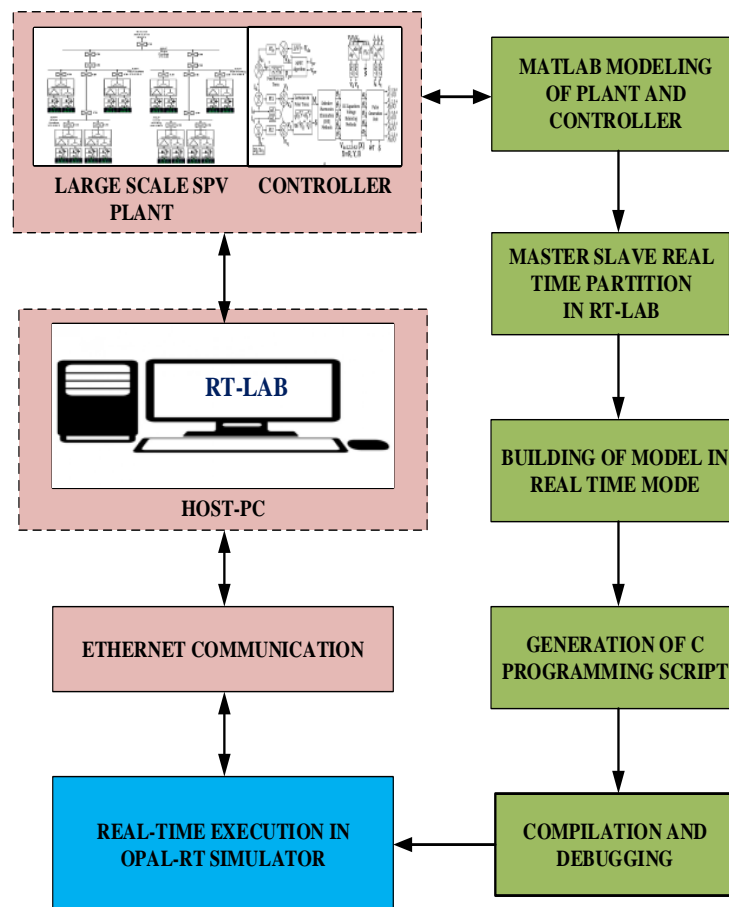 LARGE SCALE SPV
PLANT
CONTROLLER
MATLAB MODELING
OF PLANT AND
CONTROLLER
MASTER SLAVE REAL
TIME PARTITION
IN RT-LAB
RT-LAB
HOST-PC
BUILDING OF MODEL IN
REAL TIME MODE
ETHERNET COMMUNICATION
GENERATION OF C
PROGRAMMING SCRIPT
REAL-TIME EXECUTION IN
OPAL-RT SIMULATOR
COMPILATION AND
DEBUGGING